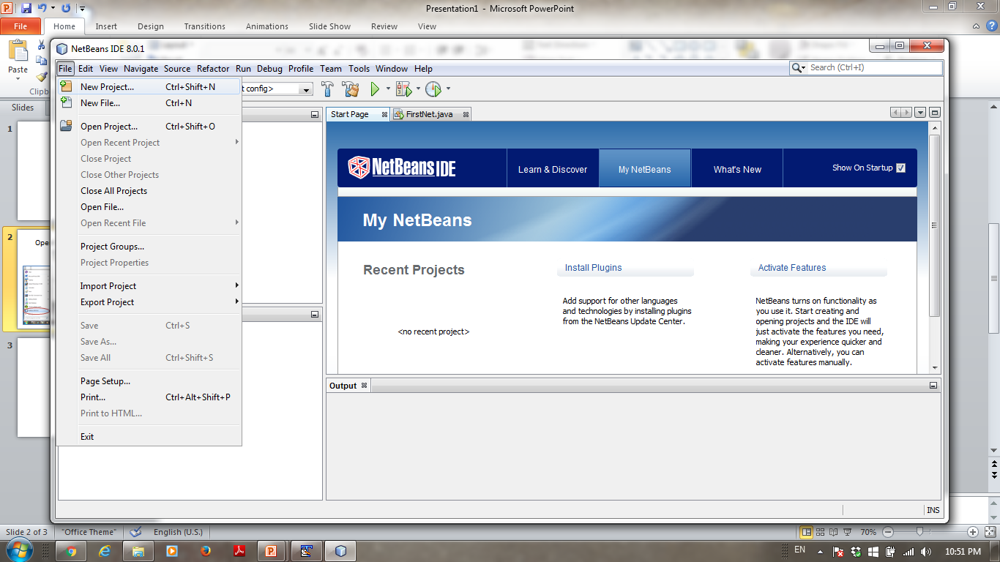 Presentation1 - Microsoft PowerPoint
File Home Insert Design Transitions Animations Slide Show Review View
Paste
Clipb
Slides
1
2
Ope
3
NetBeans IDE 8.0.1
File Edit View Navigate Source Refactor Run Debug Profile Team Tools Window Help
Search (Ctrl+I)
t config>
New Project... Ctrl+Shift+N
New File... Ctrl+N
Open Project... Ctrl+Shift+O
Open Recent Project
Close Project
Close Other Projects
Close All Projects
Open File...
Open Recent File
Project Groups...
Project Properties
Import Project
Export Project
Save Ctrl+S
Save As...
Save All Ctrl+Shift+S
Page Setup...
Print... Ctrl+Alt+Shift+P
Print to HTML...
Exit
Start Page FirstNet.java
NetBeans IDE
Learn & Discover My NetBeans What's New Show On Startup
My NetBeans
Recent Projects
<no recent project>
Install Plugins
Add support for other languages
and technologies by installing plugins
from the NetBeans Update Center.
Activate Features
NetBeans turns on functionality as
you use it. Start creating and
opening projects and the IDE will
just activate the features you need,
making your experience quicker and
cleaner. Alternatively, you can
activate features manually.
Output
INS
Slide 2 of 3 "Office Theme" English (U.S.) 70%
EN 10:51 PM